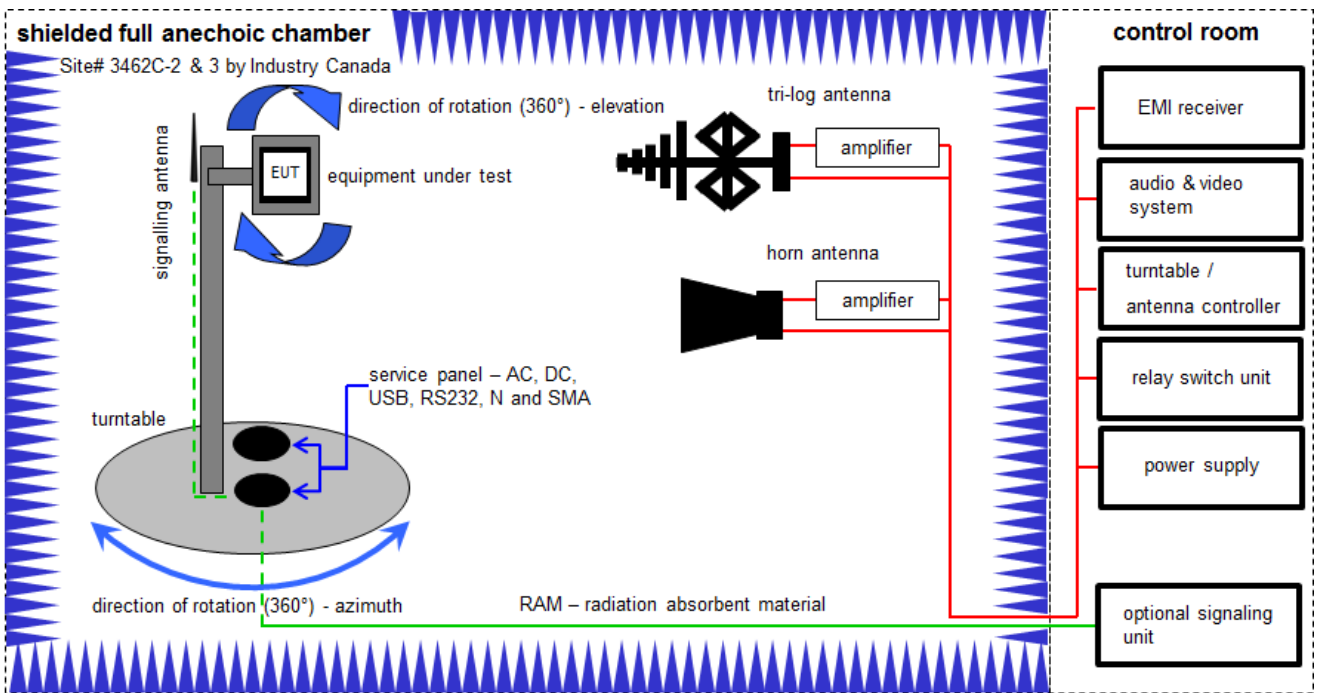 shielded full anechoic chamber
Site# 3462C-2 & 3 by Industry Canada
direction of rotation (360°) - elevation
signalling antenna
EUT
equipment under test
tri-log antenna
amplifier
horn antenna
amplifier
service panel – AC, DC,
USB, RS232, N and SMA
turntable
direction of rotation (360°) - azimuth
RAM – radiation absorbent material
control room
EMI receiver
audio & video
system
turntable /
antenna controller
relay switch unit
power supply
optional signaling
unit